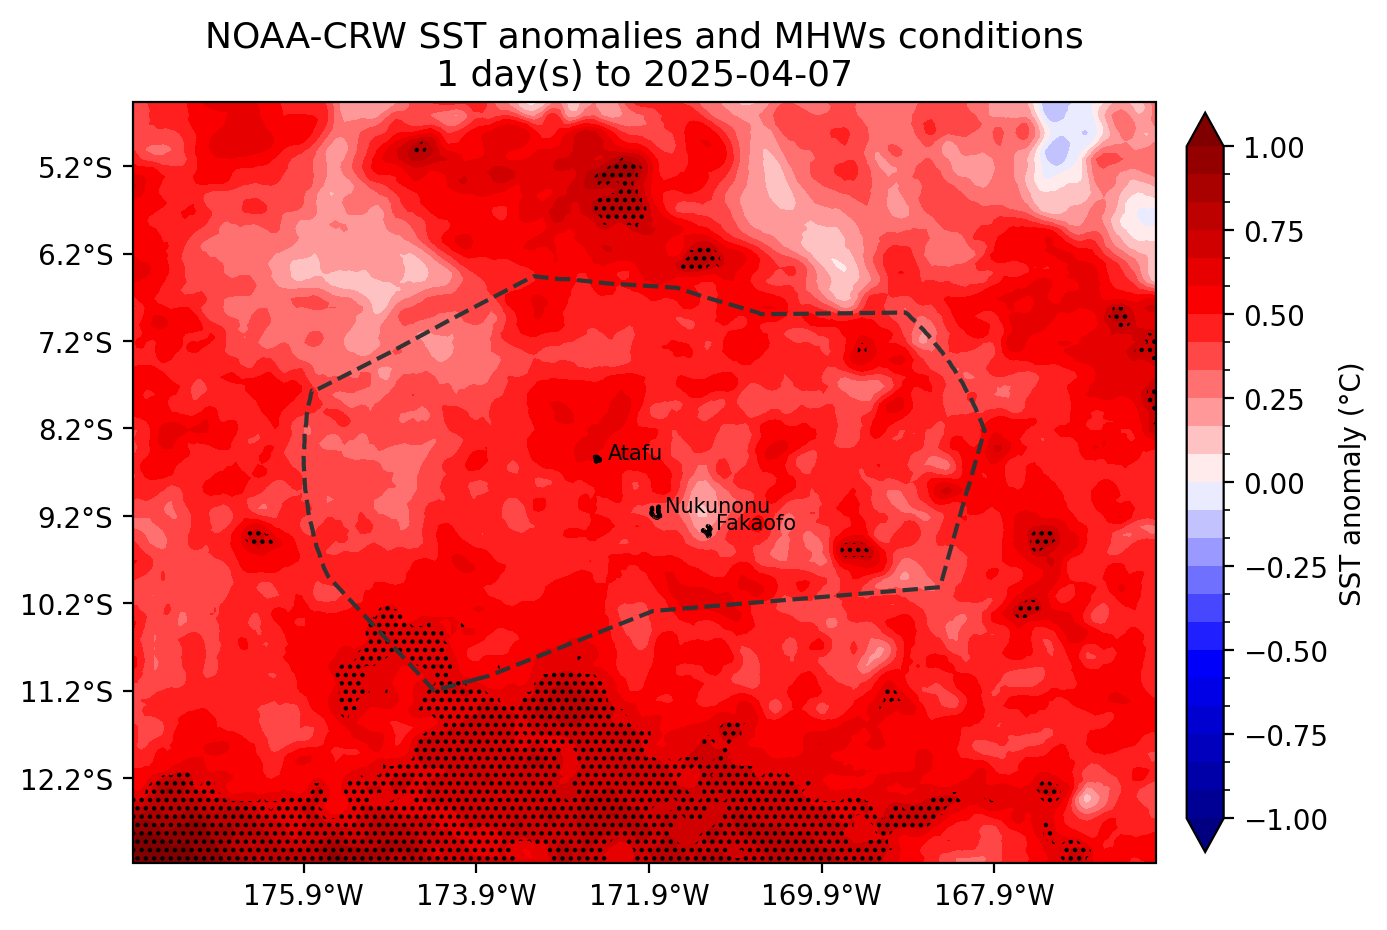 NOAA-CRW SST anomalies and MHWs conditions
1 day(s) to 2025-04-07
5.2°S
6.2°S
7.2°S
8.2°S
9.2°S
10.2°S
11.2°S
12.2°S
Atafu
Nukunonu
Fakaofo
175.9°W
173.9°W
171.9°W
169.9°W
167.9°W
1.00
0.75
0.50
0.25
0.00
−0.25
−0.50
−0.75
−1.00
SST anomaly (°C)